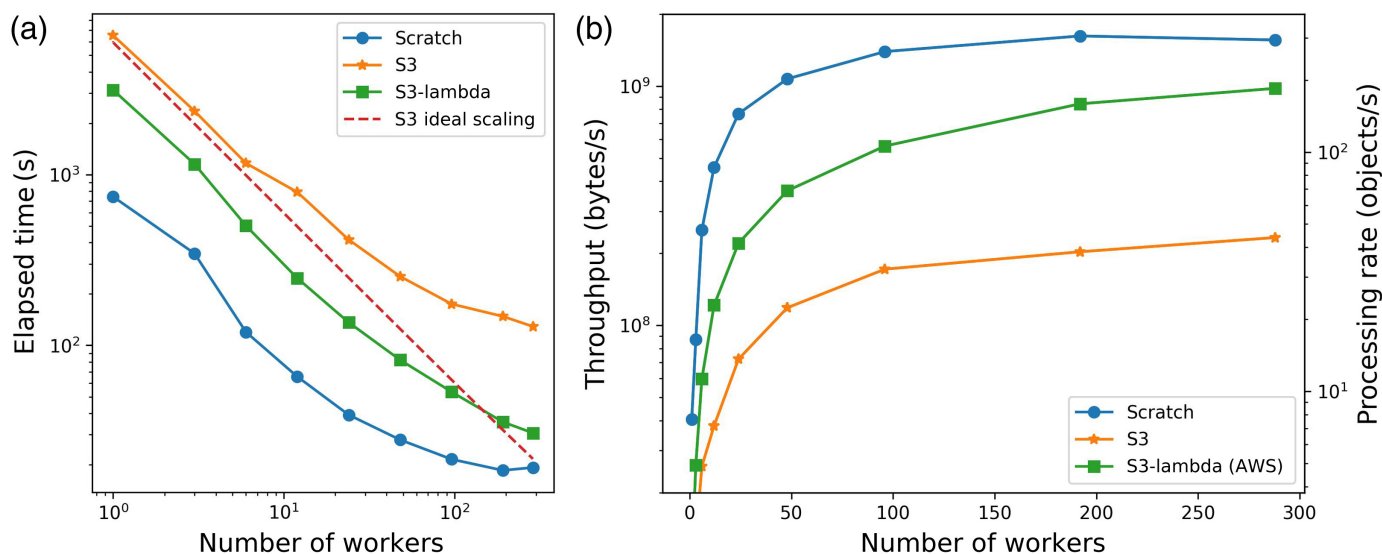 (a)
Elapsed time (s)
10³
10²
10⁰
10¹
10²
Number of workers
Scratch
S3
S3-lambda
S3 ideal scaling
(b)
Throughput (bytes/s)
10⁹
10⁸
0
50
100
150
200
250
300
Number of workers
10²
10¹
Processing rate (objects/s)
Scratch
S3
S3-lambda (AWS)